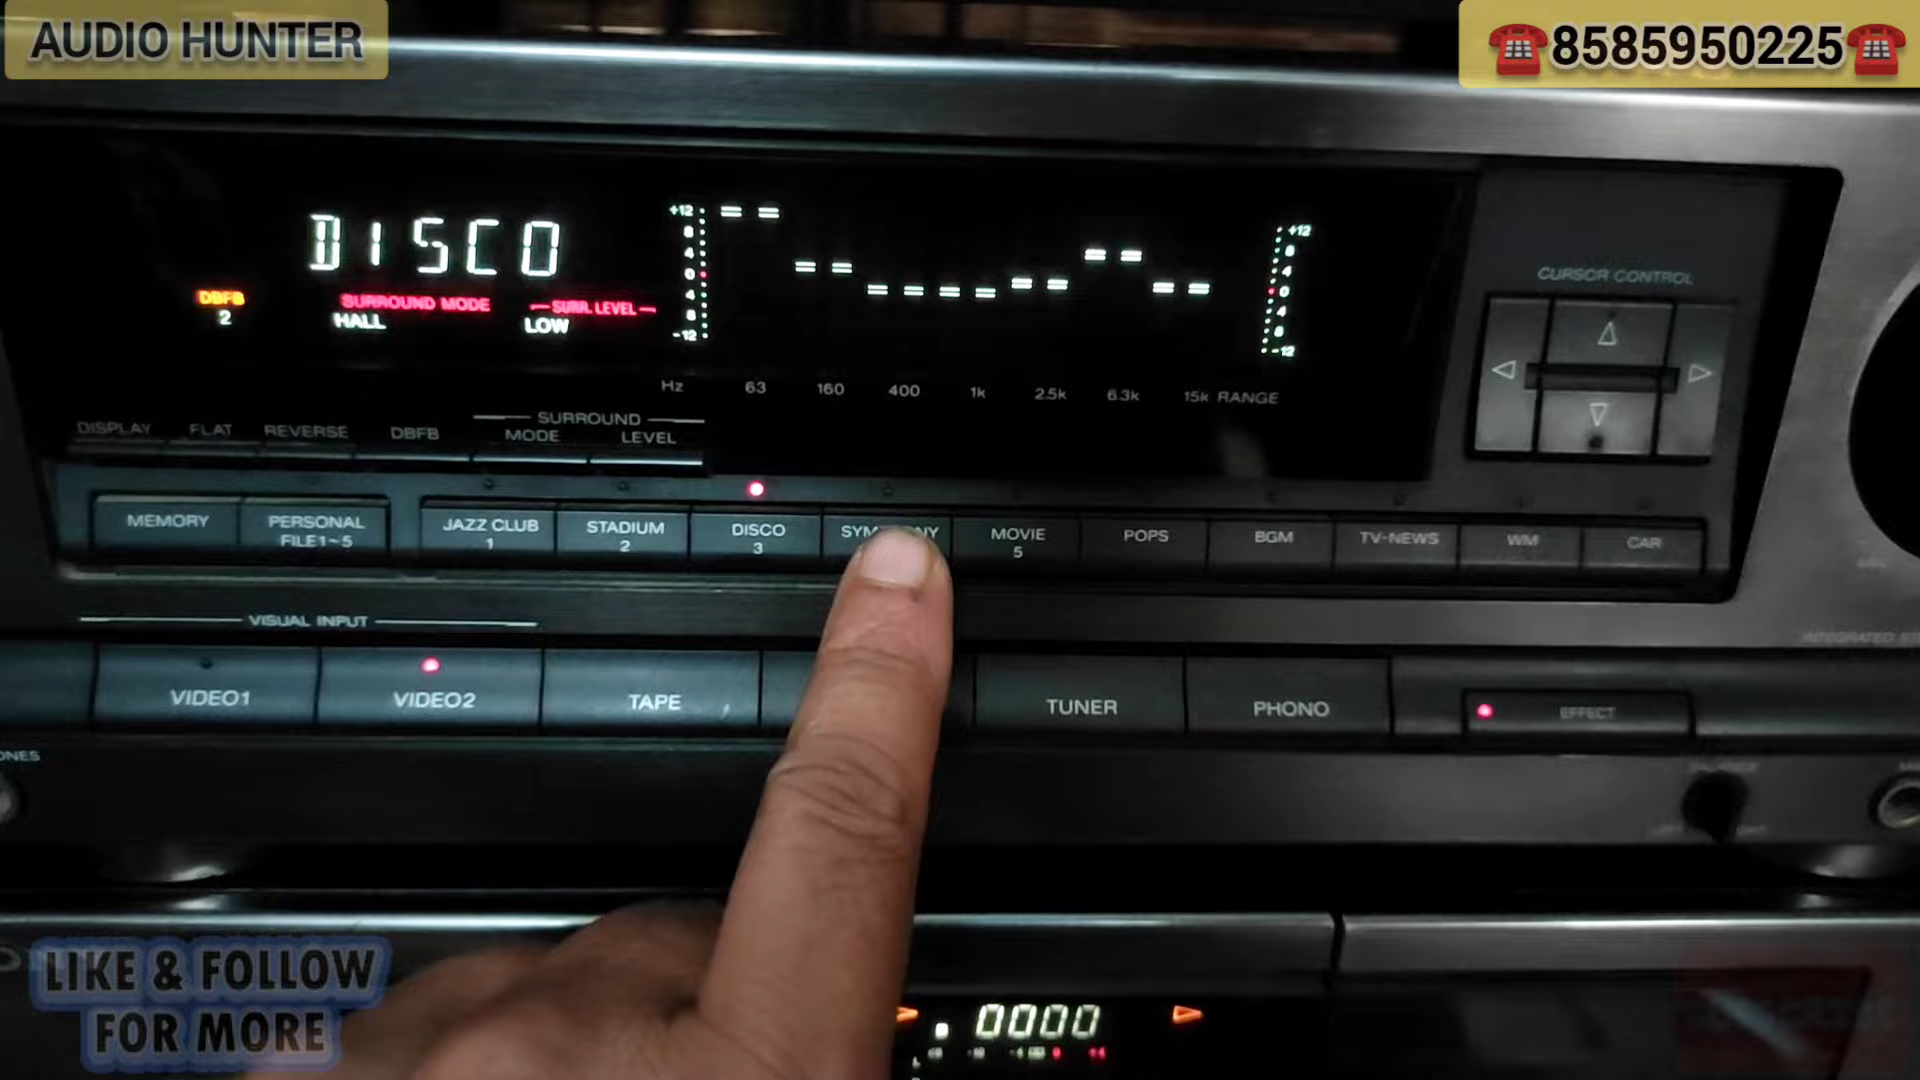 AUDIO HUNTER
☎8585950225☎
DISCO
DBFB
2
SURROUND MODE
HALL
SURR. LEVEL
LOW
+12
8
4
0
4
8
-12
+12
8
4
0
4
8
-12
Hz 63 160 400 1k 2.5k 6.3k 15k RANGE
CURSOR CONTROL
SURROUND
DISPLAY FLAT REVERSE DBFB MODE LEVEL
MEMORY
PERSONAL
FILE1~5
JAZZ CLUB
1
STADIUM
2
DISCO
3
MOVIE
5
POPS
BGM
TV-NEWS
WM
CAR
VISUAL INPUT
VIDEO1
VIDEO2
TAPE
TUNER
PHONO
EFFECT
BALANCE
LIKE & FOLLOW
FOR MORE
0000